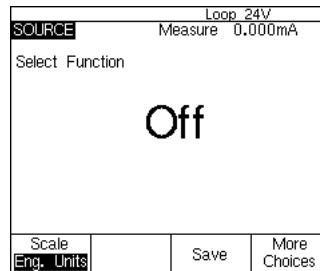 Loop 24V
SOURCE Measure 0.000mA
Select Function
Off
Scale
Eng. Units
Save
More
Choices